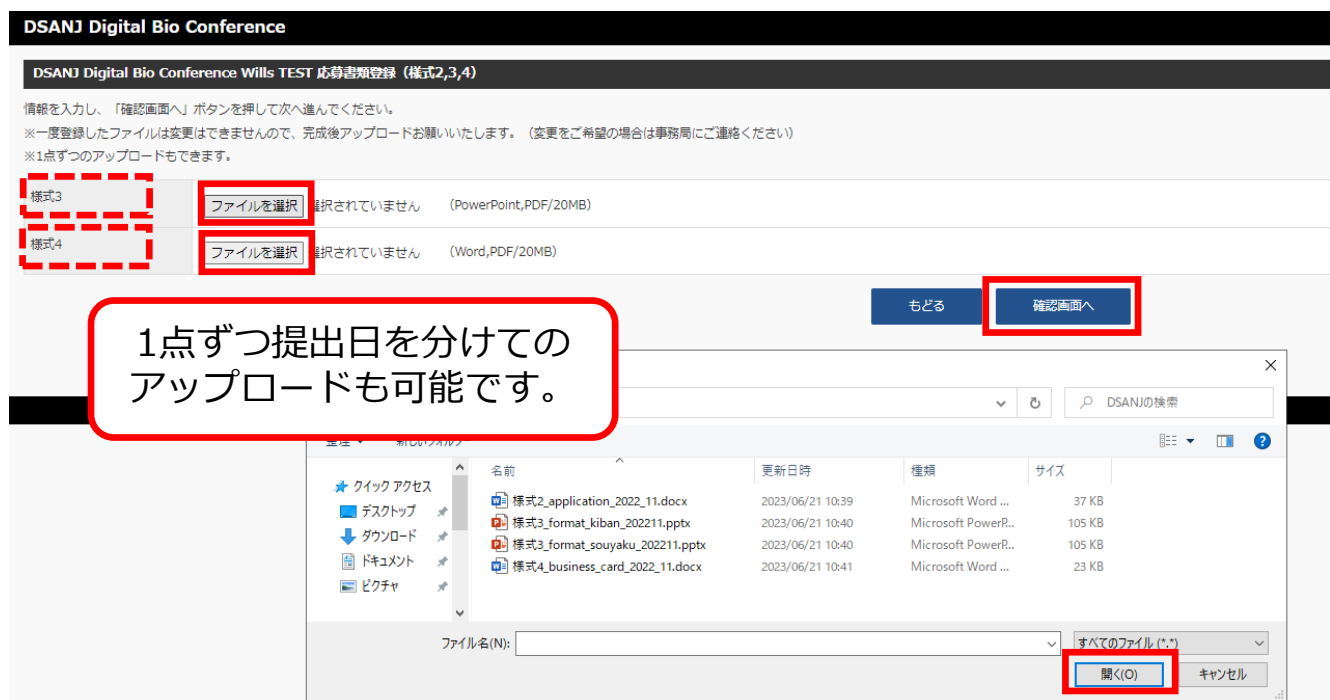 DSANJ Digital Bio Conference
DSANJ Digital Bio Conference Wills TEST 応募書類登録（様式2,3,4）
情報を入力し、「確認画面へ」ボタンを押して次へ進んでください。
※一度登録したファイルは変更はできませんので、完成後アップロードお願いいたします。（変更をご希望の場合は事務局にご連絡ください）
※1点ずつのアップロードもできます。
様式3 ファイルを選択 選択されていません （PowerPoint,PDF/20MB）
様式4 ファイルを選択 選択されていません （Word,PDF/20MB）
もどる 確認画面へ
1点ずつ提出日を分けての
アップロードも可能です。
DSANJの検索
整理 新しいフォルダー
名前 更新日時 種類 サイズ
クイック アクセス
デスクトップ
ダウンロード
ドキュメント
ピクチャ
様式2_application_2022_11.docx 2023/06/21 10:39 Microsoft Word ... 37 KB
様式3_format_kiban_202211.pptx 2023/06/21 10:40 Microsoft PowerP... 105 KB
様式3_format_souyaku_202211.pptx 2023/06/21 10:40 Microsoft PowerP... 105 KB
様式4_business_card_2022_11.docx 2023/06/21 10:41 Microsoft Word ... 23 KB
ファイル名(N): すべてのファイル (*.*)
開く(O) キャンセル